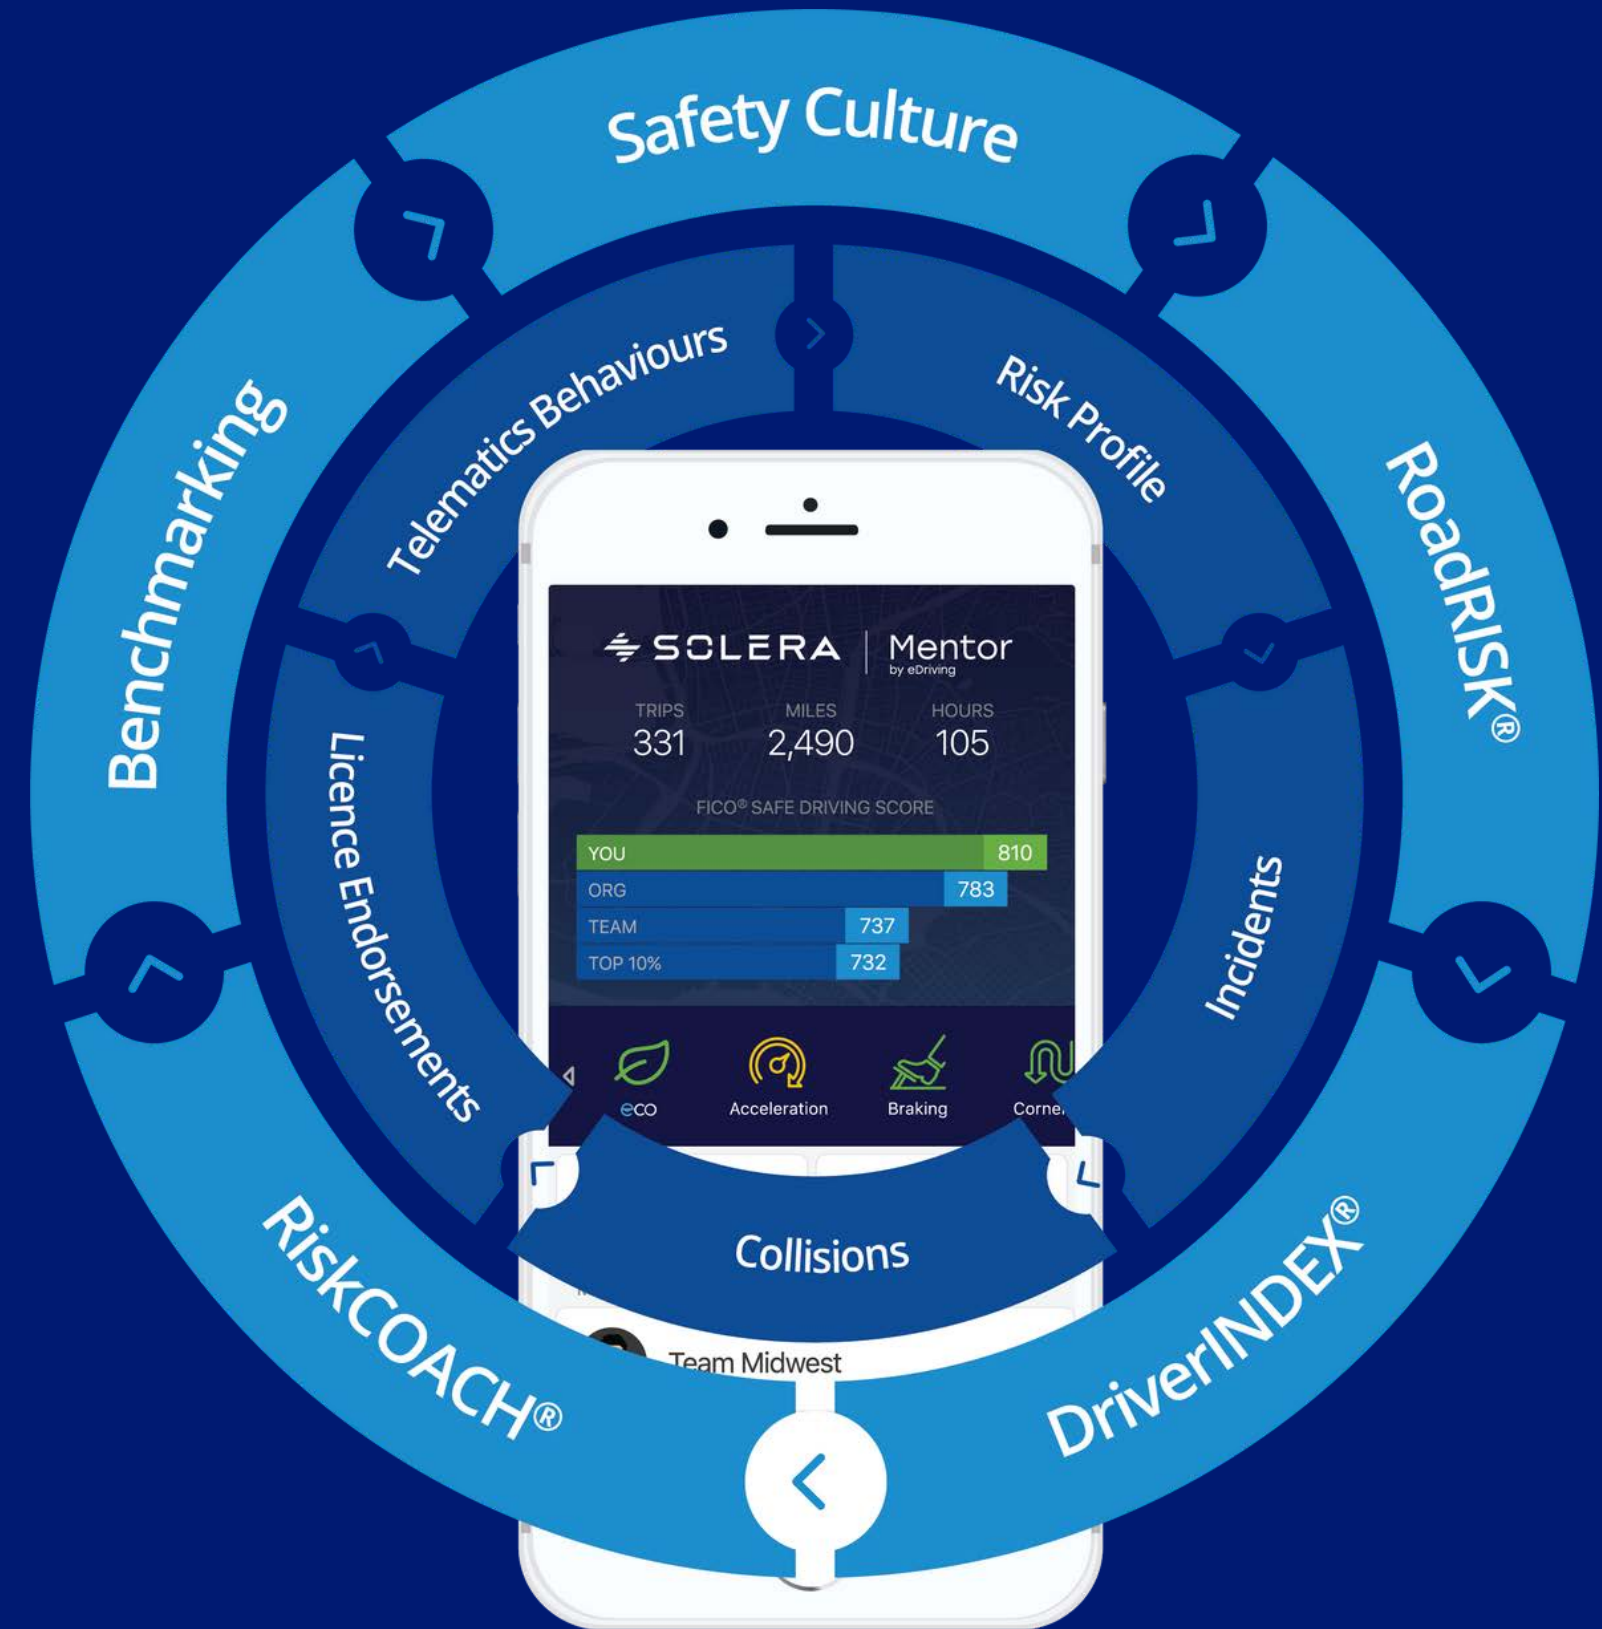 Safety Culture
RoadRISK®
DriverINDEX®
RiskCOACH®
Benchmarking
Telematics Behaviours
Risk Profile
Incidents
Collisions
Licence Endorsements
SOLERA | Mentor
by eDriving
TRIPS MILES HOURS
331 2,490 105
FICO® SAFE DRIVING SCORE
YOU 810
ORG 783
TEAM 737
TOP 10% 732
eco Acceleration Braking Corne
Team Midwest